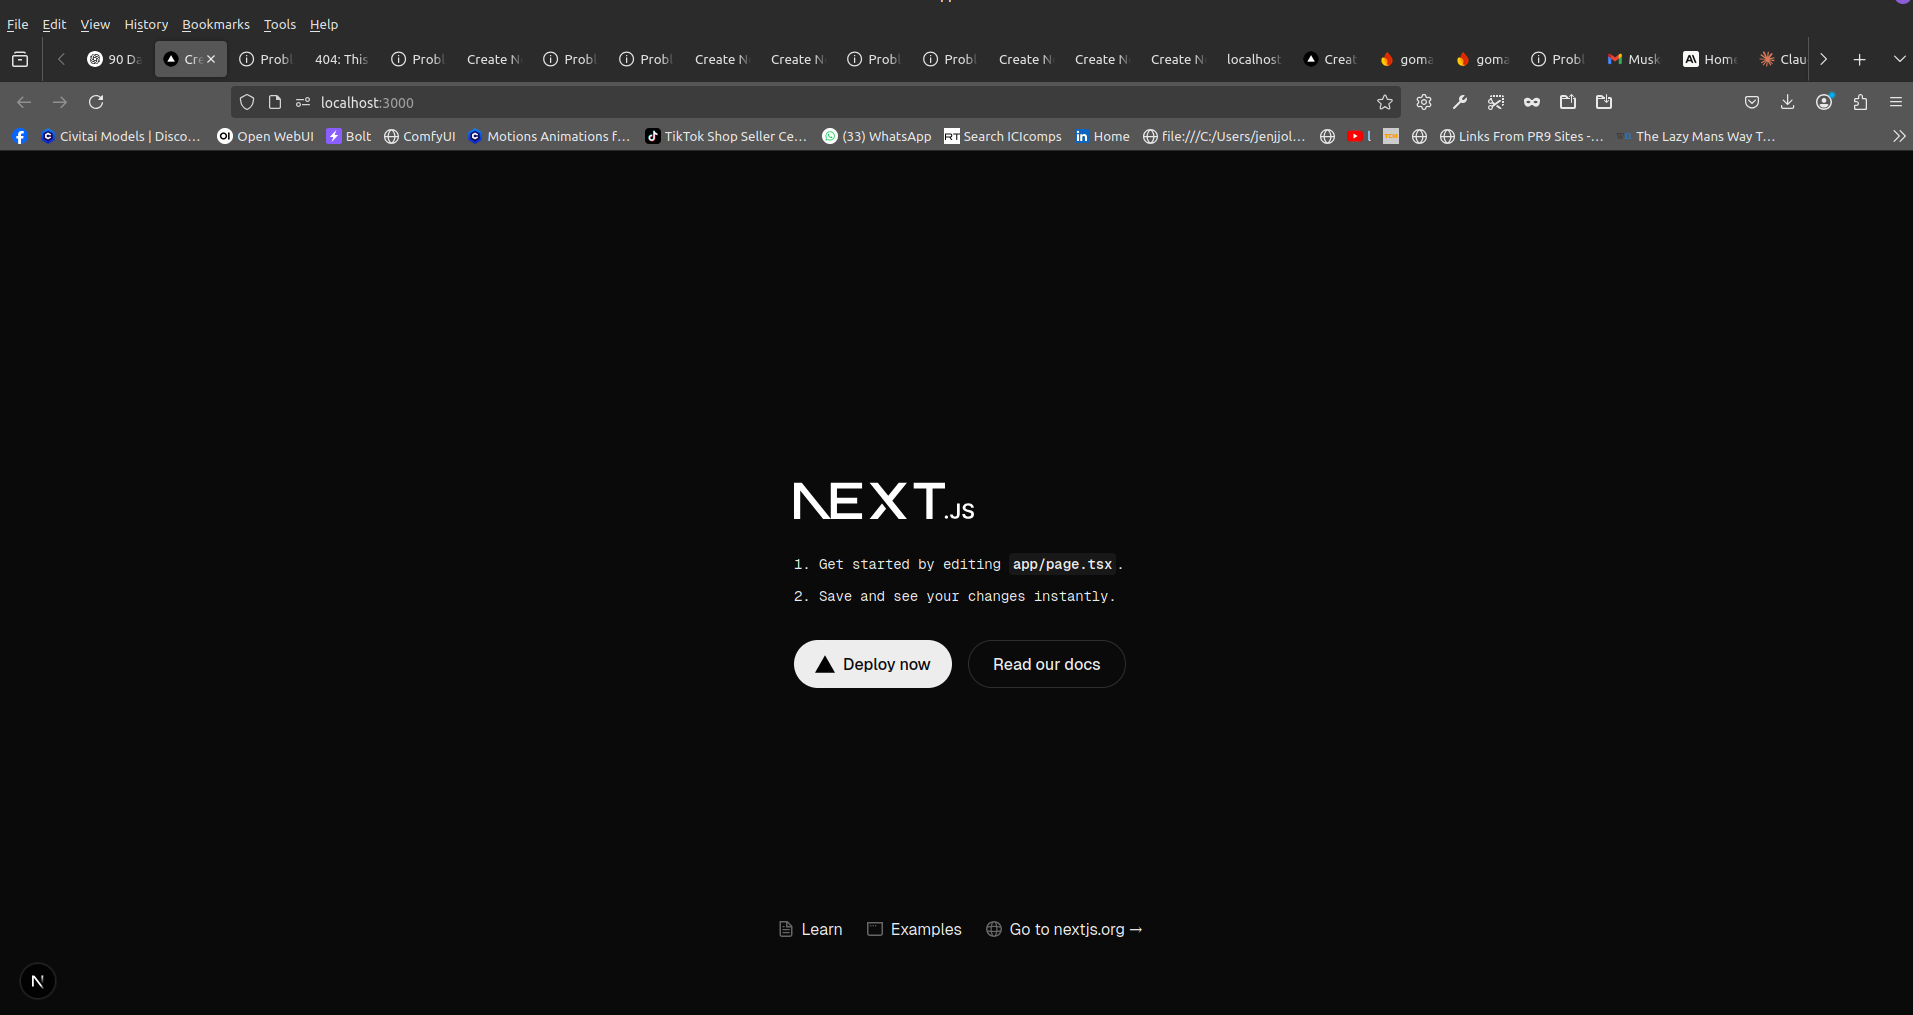 File Edit View History Bookmarks Tools Help
90 Da Cre Probl 404: This Probl Create N Probl Probl Create N Create N Probl Probl Create N Create N Create N localhost Creat goma goma Probl Musk Home Clau
localhost:3000
Civitai Models | Disco... Open WebUI Bolt ComfyUI Motions Animations f... TikTok Shop Seller Ce... (33) WhatsApp RT Search ICIcomps in Home file:///C:/Users/jenjjol... l TCM Links From PR9 Sites -... The Lazy Mans Way T...
NEXT.JS
1. Get started by editing app/page.tsx.
2. Save and see your changes instantly.
Deploy now Read our docs
Learn Examples Go to nextjs.org →
N